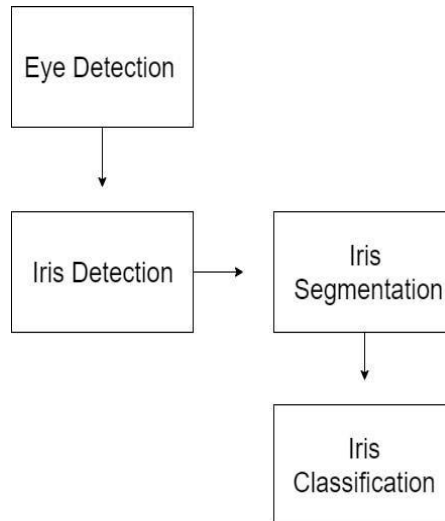 Eye Detection
Iris Detection
Iris
Segmentation
Iris
Classification